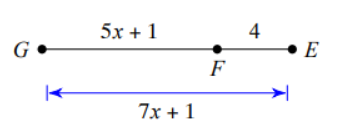 5x + 1 4
G E
F
7x + 1